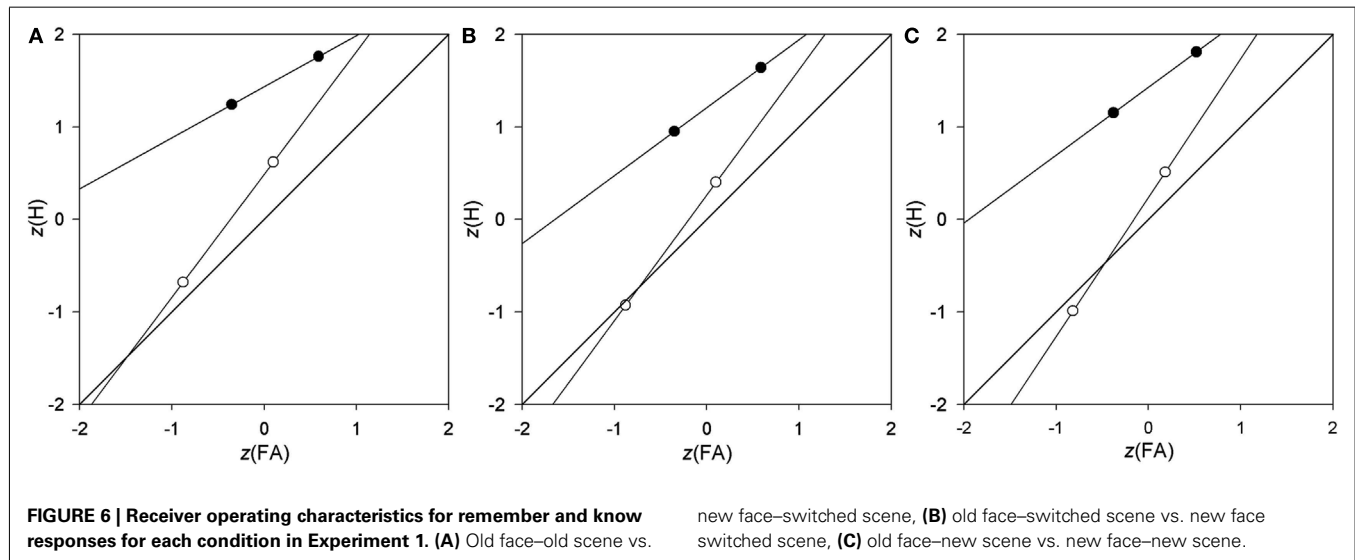 A
B
C
2
1
0
-1
-2
z(H)
-2 -1 0 1 2
z(FA)
2
1
0
-1
-2
z(H)
-2 -1 0 1 2
z(FA)
2
1
0
-1
-2
z(H)
-2 -1 0 1 2
z(FA)
FIGURE 6 | Receiver operating characteristics for remember and know
responses for each condition in Experiment 1. (A) Old face–old scene vs.
new face–switched scene, (B) old face–switched scene vs. new face
switched scene, (C) old face–new scene vs. new face–new scene.